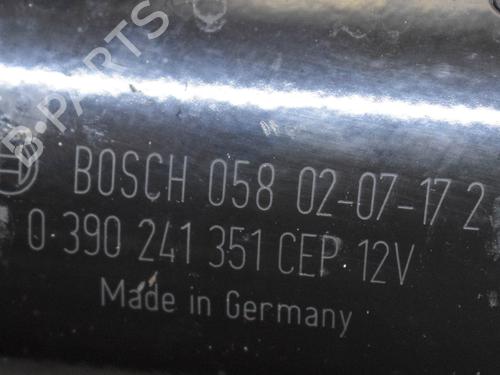 B-PARTS
BOSCH 058 02-07-17 2
0 390 241 351 CEP 12V
Made in Germany